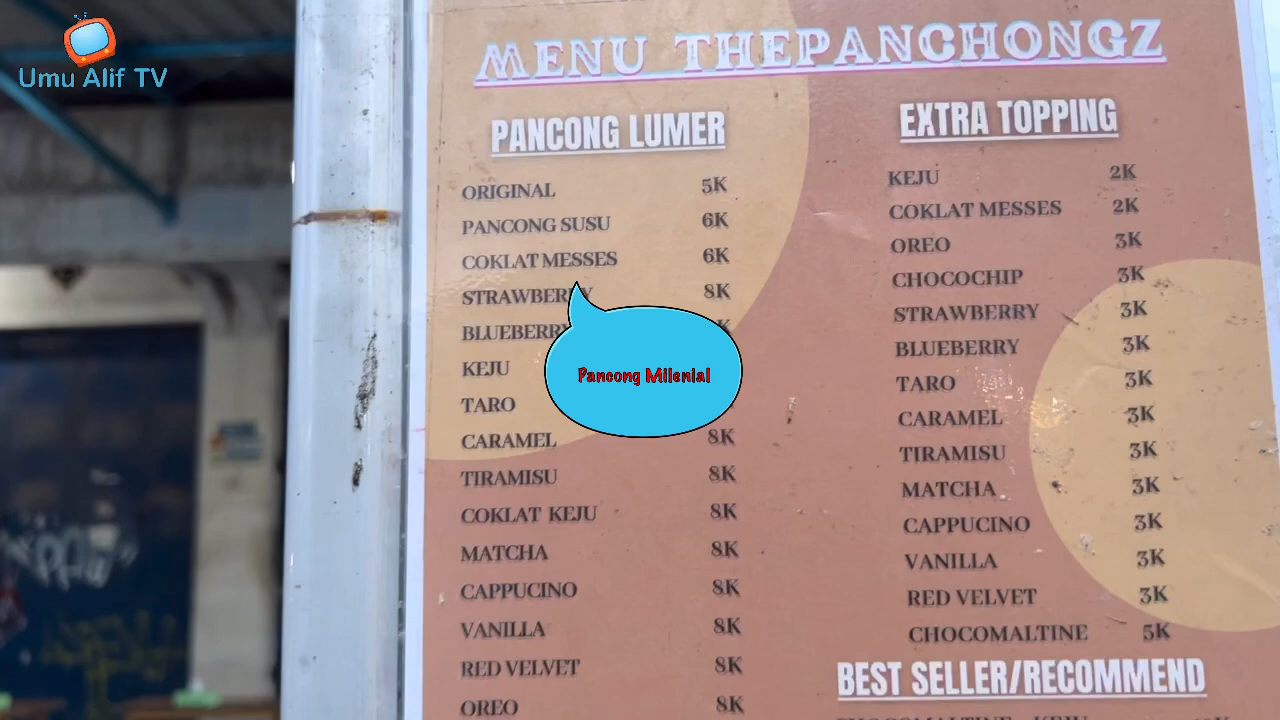 Umu Alif TV
MENU THEPANCHONGZ
PANCONG LUMER
ORIGINAL 5K
PANCONG SUSU 6K
COKLAT MESSES 6K
STRAWBERRY 8K
BLUEBERRY
KEJU
TARO
CARAMEL 8K
TIRAMISU 8K
COKLAT KEJU 8K
MATCHA 8K
CAPPUCINO 8K
VANILLA 8K
RED VELVET 8K
OREO 8K
Pancong Milenial
EXTRA TOPPING
KEJU 2K
COKLAT MESSES 2K
OREO 3K
CHOCOCHIP 3K
STRAWBERRY 3K
BLUEBERRY 3K
TARO 3K
CARAMEL 3K
TIRAMISU 3K
MATCHA 3K
CAPPUCINO 3K
VANILLA 3K
RED VELVET 3K
CHOCOMALTINE 5K
BEST SELLER/RECOMMEND